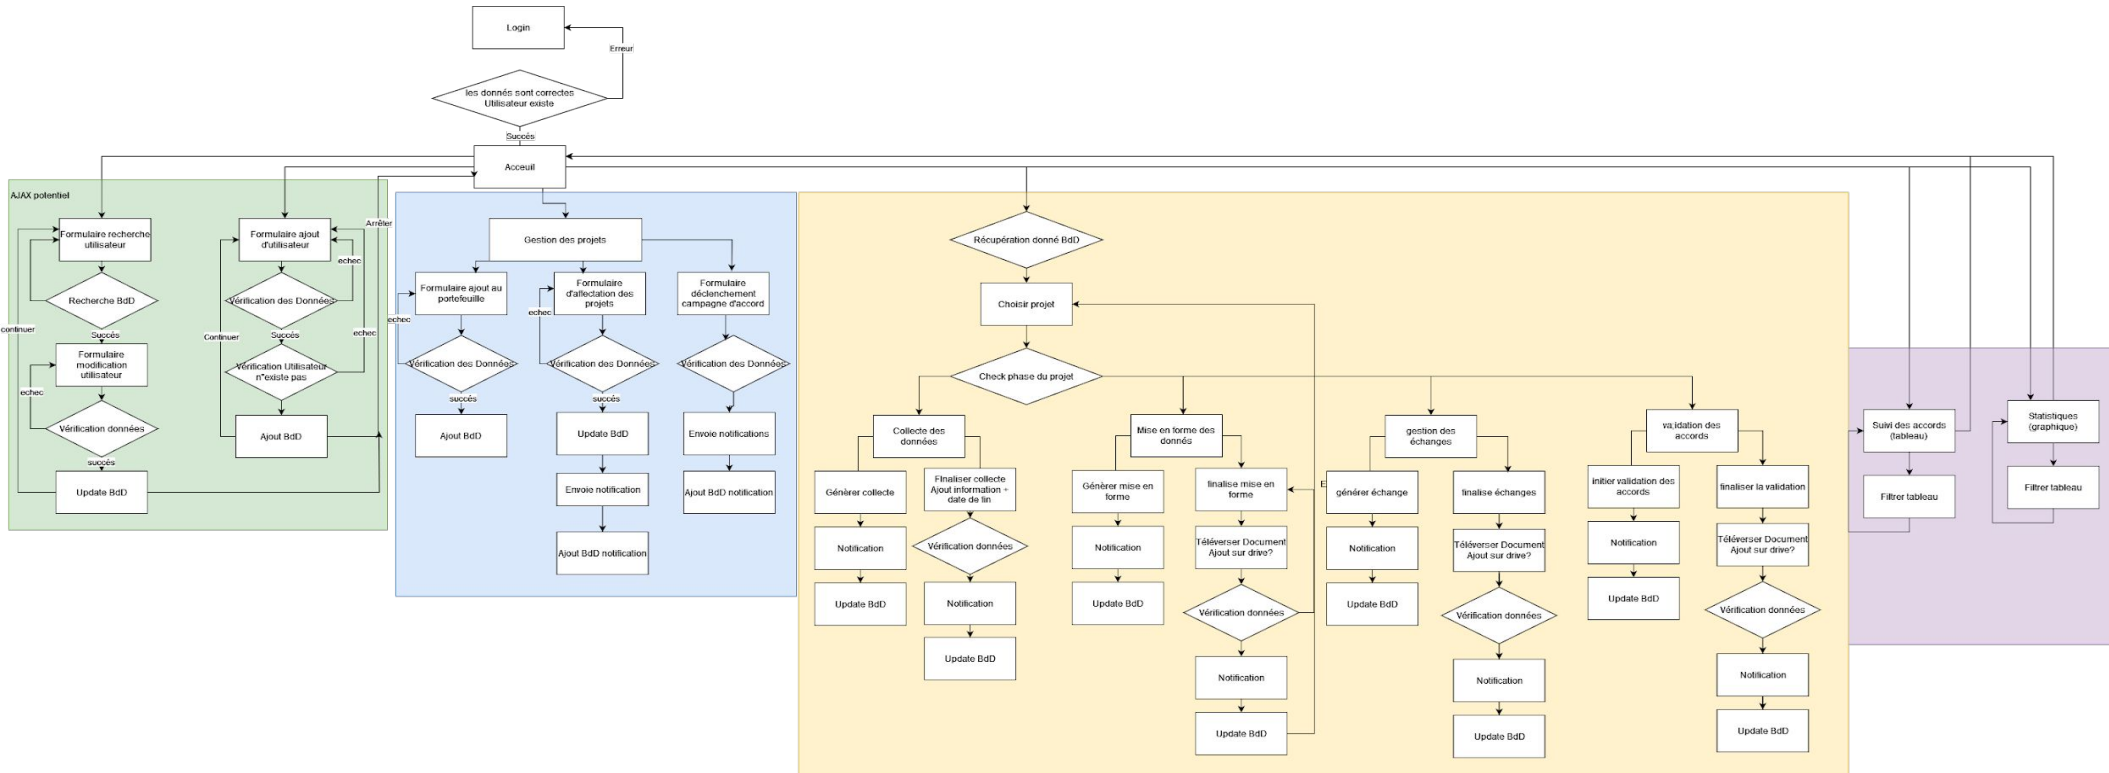 Login
Erreur
les donnés sont correctes
Utilisateur existe
Succés
Acceuil
AJAX potentiel
Formulaire recherche
utilisateur
Recherche BdD
continuer
Succés
Formulaire
modification
utilisateur
echec
Vérification données
succés
Update BdD
Arrêter
Formulaire ajout
d'utilisateur
echec
Vérification des Données
Continuer
Succés
echec
Vérification Utilisateur
n"existe pas
Ajout BdD
Gestion des projets
Formulaire ajout au
portefeuille
echec
Vérification des Données
succés
Ajout BdD
Formulaire
d'affectation des
projets
echec
Vérification des Données
succés
Update BdD
Envoie notification
Ajout BdD notification
Formulaire
déclenchement
campagne d'accord
Vérification des Données
Envoie notifications
Ajout BdD notification
Récupération donné BdD
Choisir projet
Check phase du projet
Collecte des
données
Génèrer collecte
Notification
Update BdD
FInaliser collecte
Ajout information +
date de fin
Vérification données
Notification
Update BdD
Mise en forme des
donnés
Génèrer mise en
forme
Notification
Update BdD
finalise mise en
forme
Téléverser Document
Ajout sur drive?
Vérification données
Notification
Update BdD
E
gestion des
échanges
générer échange
Notification
Update BdD
finalise échanges
Téléverser Document
Ajout sur drive?
Vérification données
Notification
Update BdD
va,idation des
accords
initier validation des
accords
Notification
Update BdD
finaliser la validation
Téléverser Document
Ajout sur drive?
Vérification données
Notification
Update BdD
Suivi des accords
(tableau)
Filtrer tableau
Statistiques
(graphique)
Filtrer tableau